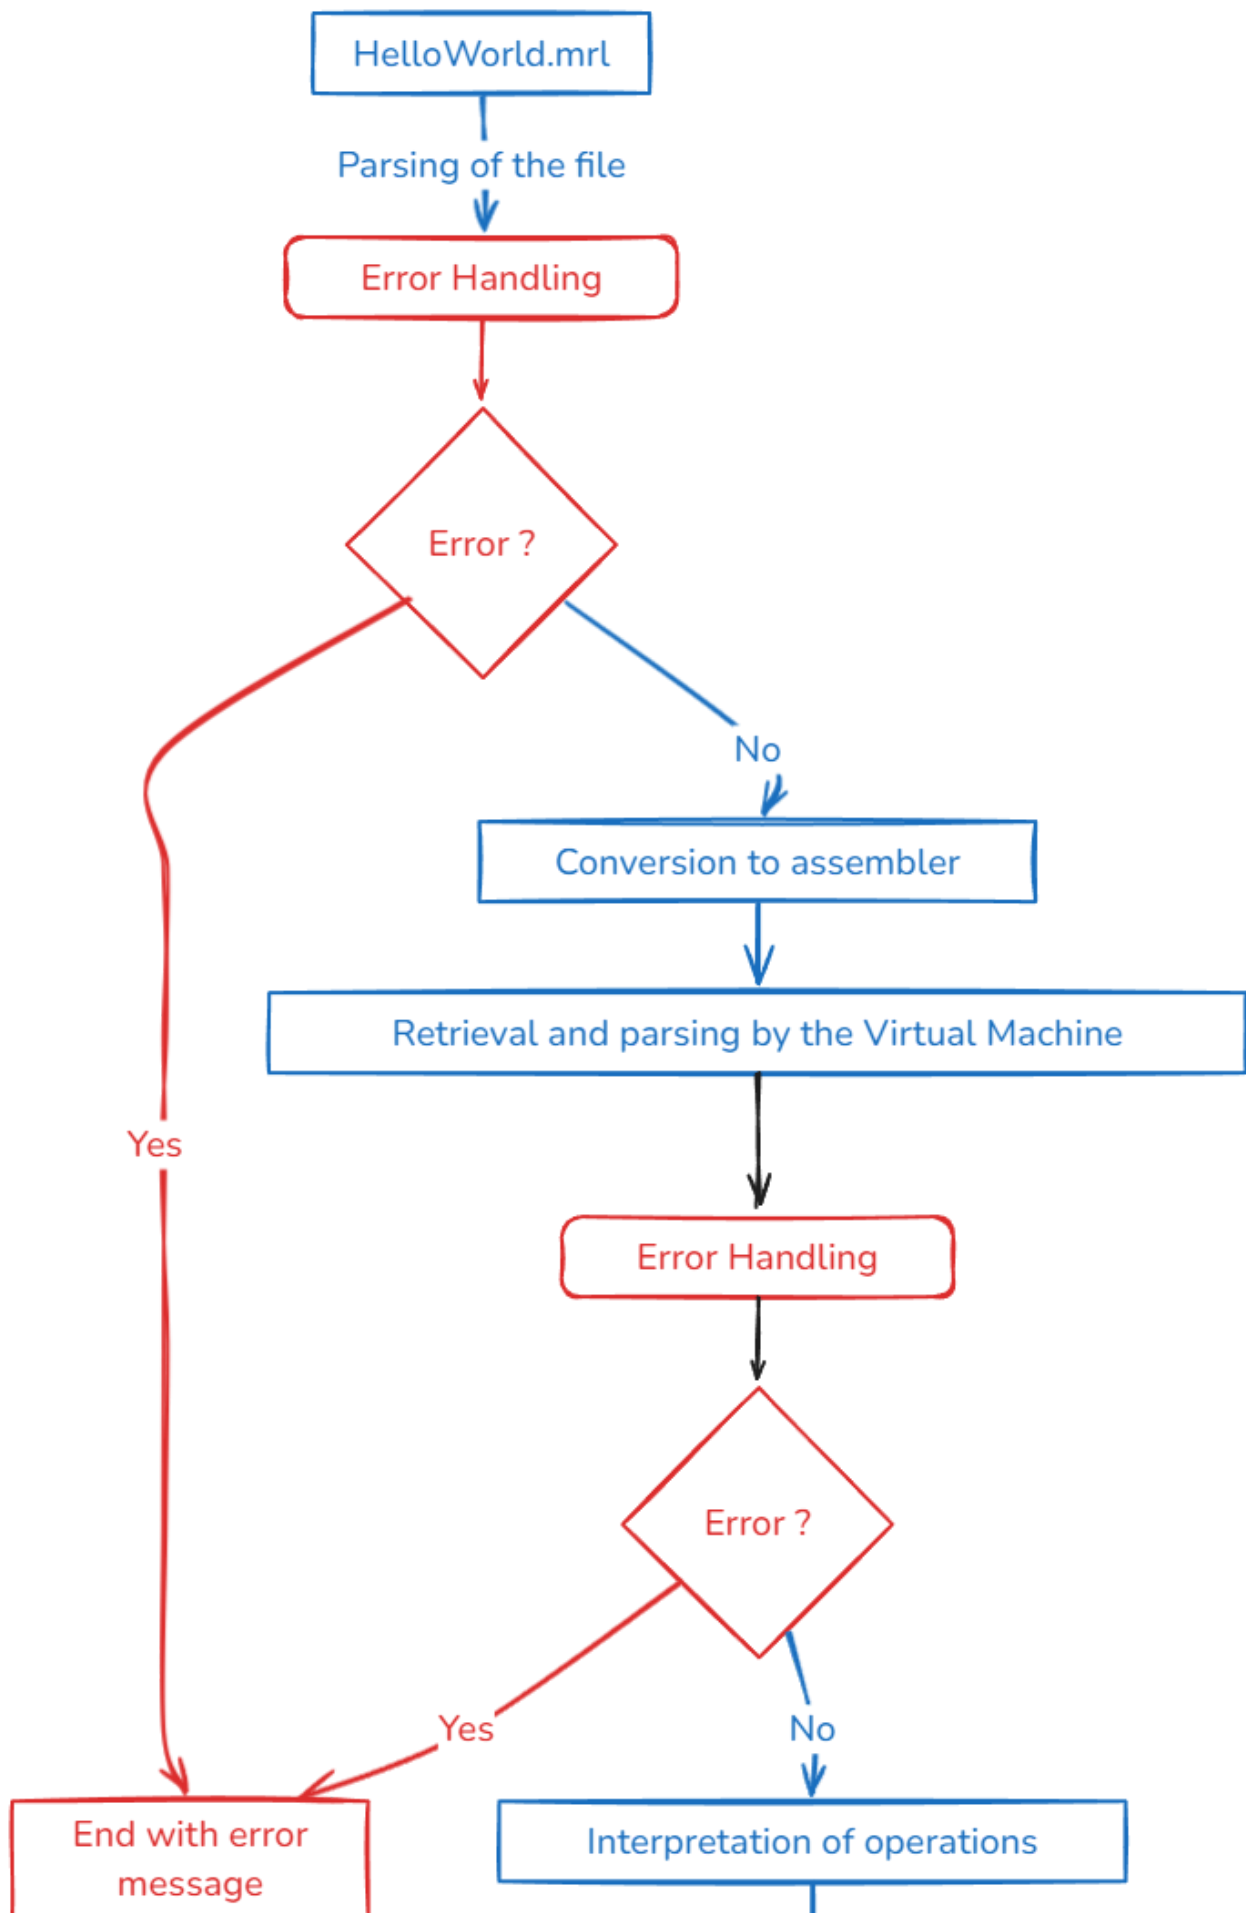 HelloWorld.mrl
Parsing of the file
Error Handling
Error ?
No
Conversion to assembler
Retrieval and parsing by the Virtual Machine
Yes
Error Handling
Error ?
Yes
No
End with error
message
Interpretation of operations